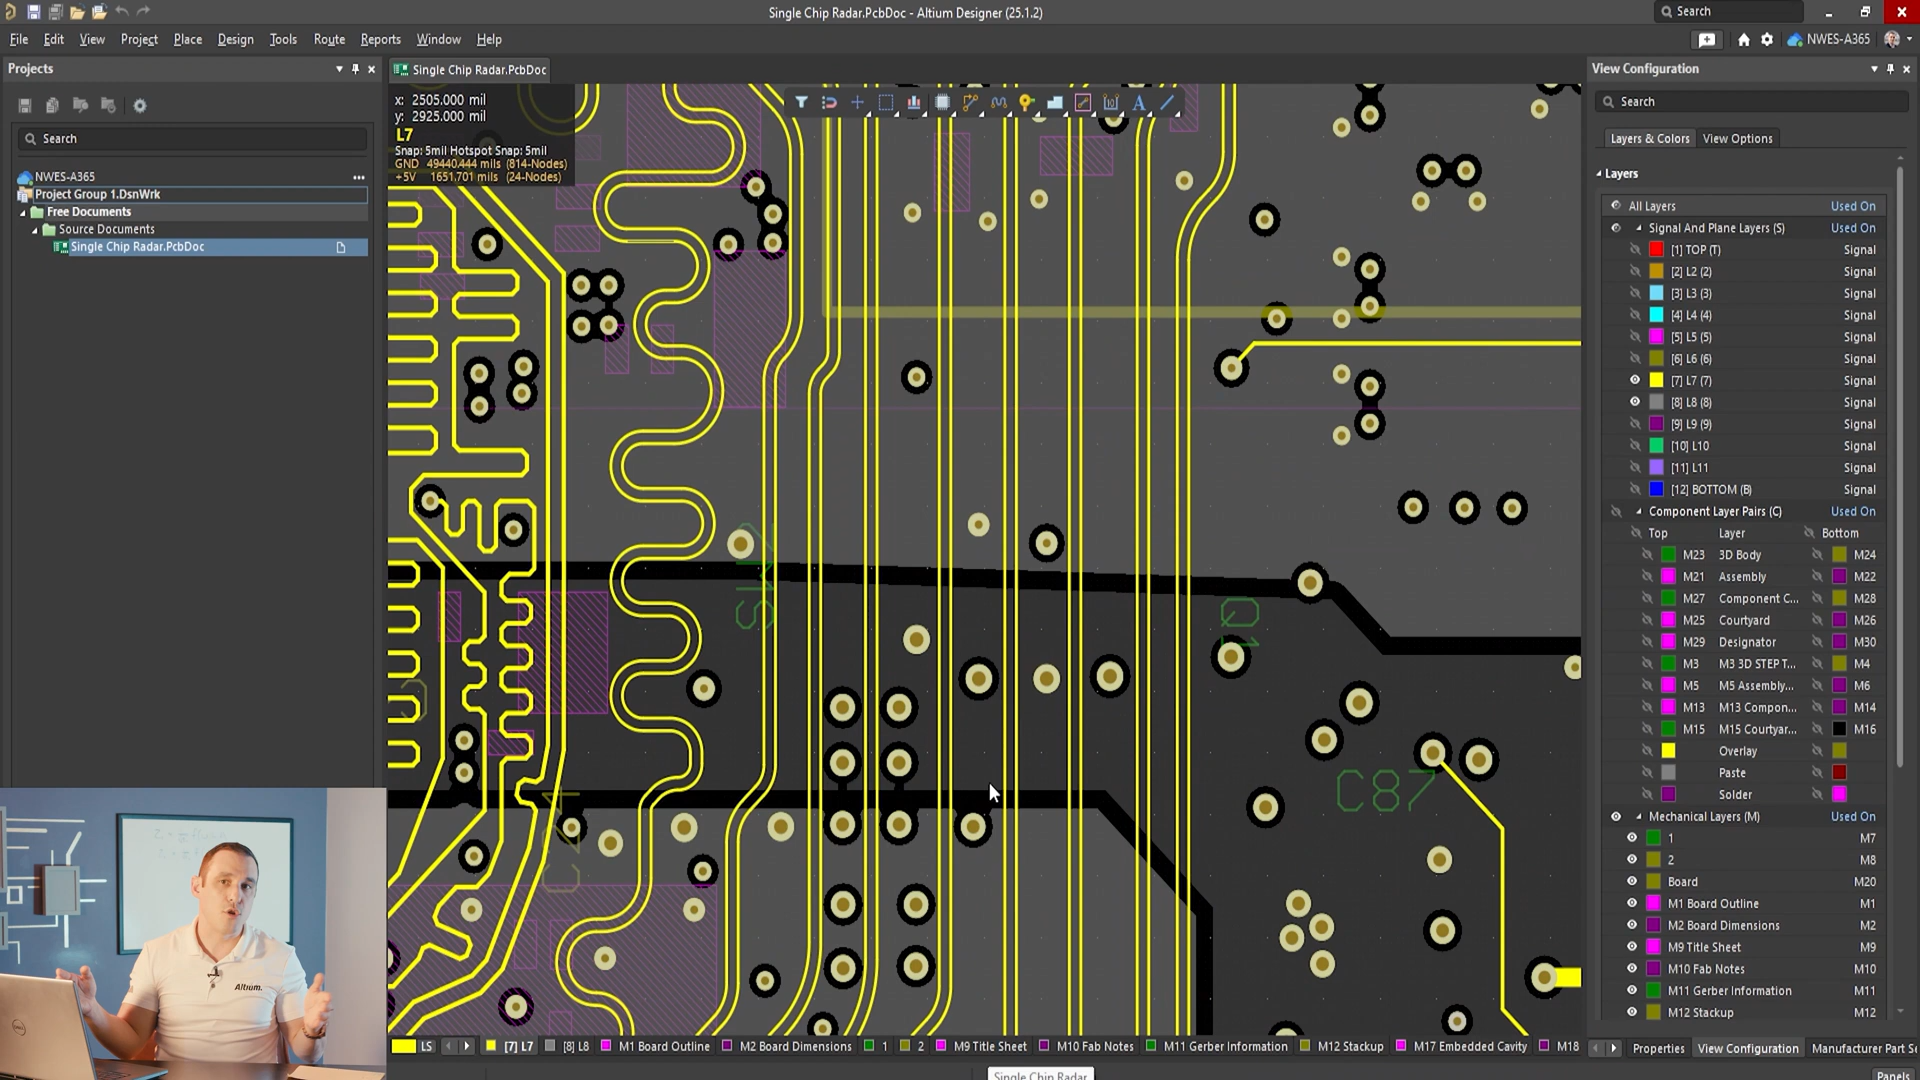 Single Chip Radar.PcbDoc - Altium Designer (25.1.2)
Search
File Edit View Project Place Design Tools Route Reports Window Help
NWES-A365
Projects
Single Chip Radar.PcbDoc
View Configuration
Search
NWES-A365
Project Group 1.DsnWrk
Free Documents
Source Documents
Single Chip Radar.PcbDoc
x: 2505.000 mil
y: 2925.000 mil
L7
Snap: 5mil Hotspot Snap: 5mil
GND 49440.444 mils (814-Nodes)
+5V 1651.701 mils (24-Nodes)
C87
Altium.
Search
Layers & Colors View Options
Layers
All Layers Used On
Signal And Plane Layers (S) Used On
[1] TOP (T) Signal
[2] L2 (2) Signal
[3] L3 (3) Signal
[4] L4 (4) Signal
[5] L5 (5) Signal
[6] L6 (6) Signal
[7] L7 (7) Signal
[8] L8 (8) Signal
[9] L9 (9) Signal
[10] L10 Signal
[11] L11 Signal
[12] BOTTOM (B) Signal
Component Layer Pairs (C) Used On
Top Layer Bottom
M23 3D Body M24
M21 Assembly M22
M27 Component C... M28
M25 Courtyard M26
M29 Designator M30
M3 M3 3D STEP T... M4
M5 M5 Assembly... M6
M13 M13 Compon... M14
M15 M15 Courtyar... M16
Overlay
Paste
Solder
Mechanical Layers (M) Used On
1 M7
2 M8
Board M20
M1 Board Outline M1
M2 Board Dimensions M2
M9 Title Sheet M9
M10 Fab Notes M10
M11 Gerber Information M11
M12 Stackup M12
LS [7] L7 [8] L8 M1 Board Outline M2 Board Dimensions 1 2 M9 Title Sheet M10 Fab Notes M11 Gerber Information M12 Stackup M17 Embedded Cavity M18
Properties View Configuration Manufacturer Part Se
Single Chip Radar
Panels